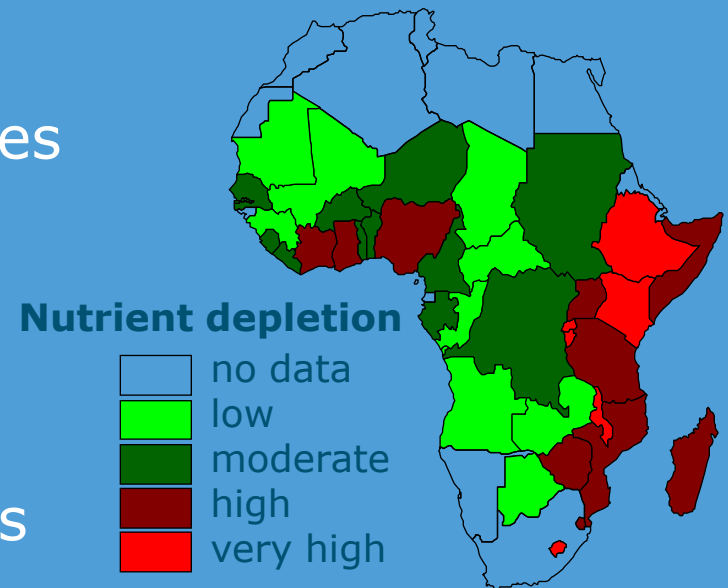 es
Nutrient depletion
no data
low
moderate
high
s
very high